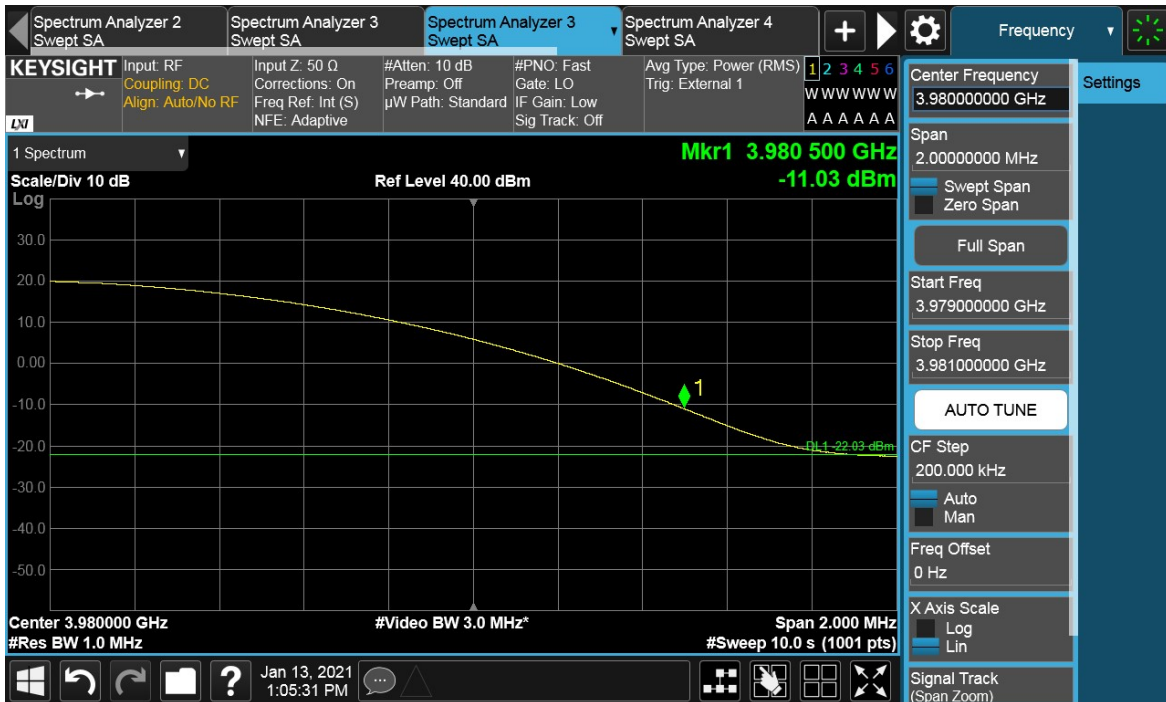 Spectrum Analyzer 2
Swept SA
Spectrum Analyzer 3
Swept SA
Spectrum Analyzer 3
Swept SA
Spectrum Analyzer 4
Swept SA
Frequency
KEYSIGHT
LXI
Input: RF
Coupling: DC
Align: Auto/No RF
Input Z: 50 Ω
Corrections: On
Freq Ref: Int (S)
NFE: Adaptive
#Atten: 10 dB
Preamp: Off
µW Path: Standard
#PNO: Fast
Gate: LO
IF Gain: Low
Sig Track: Off
Avg Type: Power (RMS)
Trig: External 1
1 2 3 4 5 6
W W W W W W
A A A A A A
1 Spectrum
Mkr1 3.980 500 GHz
Scale/Div 10 dB
Ref Level 40.00 dBm
-11.03 dBm
Log
30.0
20.0
10.0
0.00
-10.0
-20.0
-30.0
-40.0
-50.0
1
DL1 -22.03 dBm
Center 3.980000 GHz
#Video BW 3.0 MHz*
Span 2.000 MHz
#Res BW 1.0 MHz
#Sweep 10.0 s (1001 pts)
Center Frequency
3.980000000 GHz
Settings
Span
2.00000000 MHz
Swept Span
Zero Span
Full Span
Start Freq
3.979000000 GHz
Stop Freq
3.981000000 GHz
AUTO TUNE
CF Step
200.000 kHz
Auto
Man
Freq Offset
0 Hz
X Axis Scale
Log
Lin
Signal Track
(Span Zoom)
?
Jan 13, 2021
1:05:31 PM